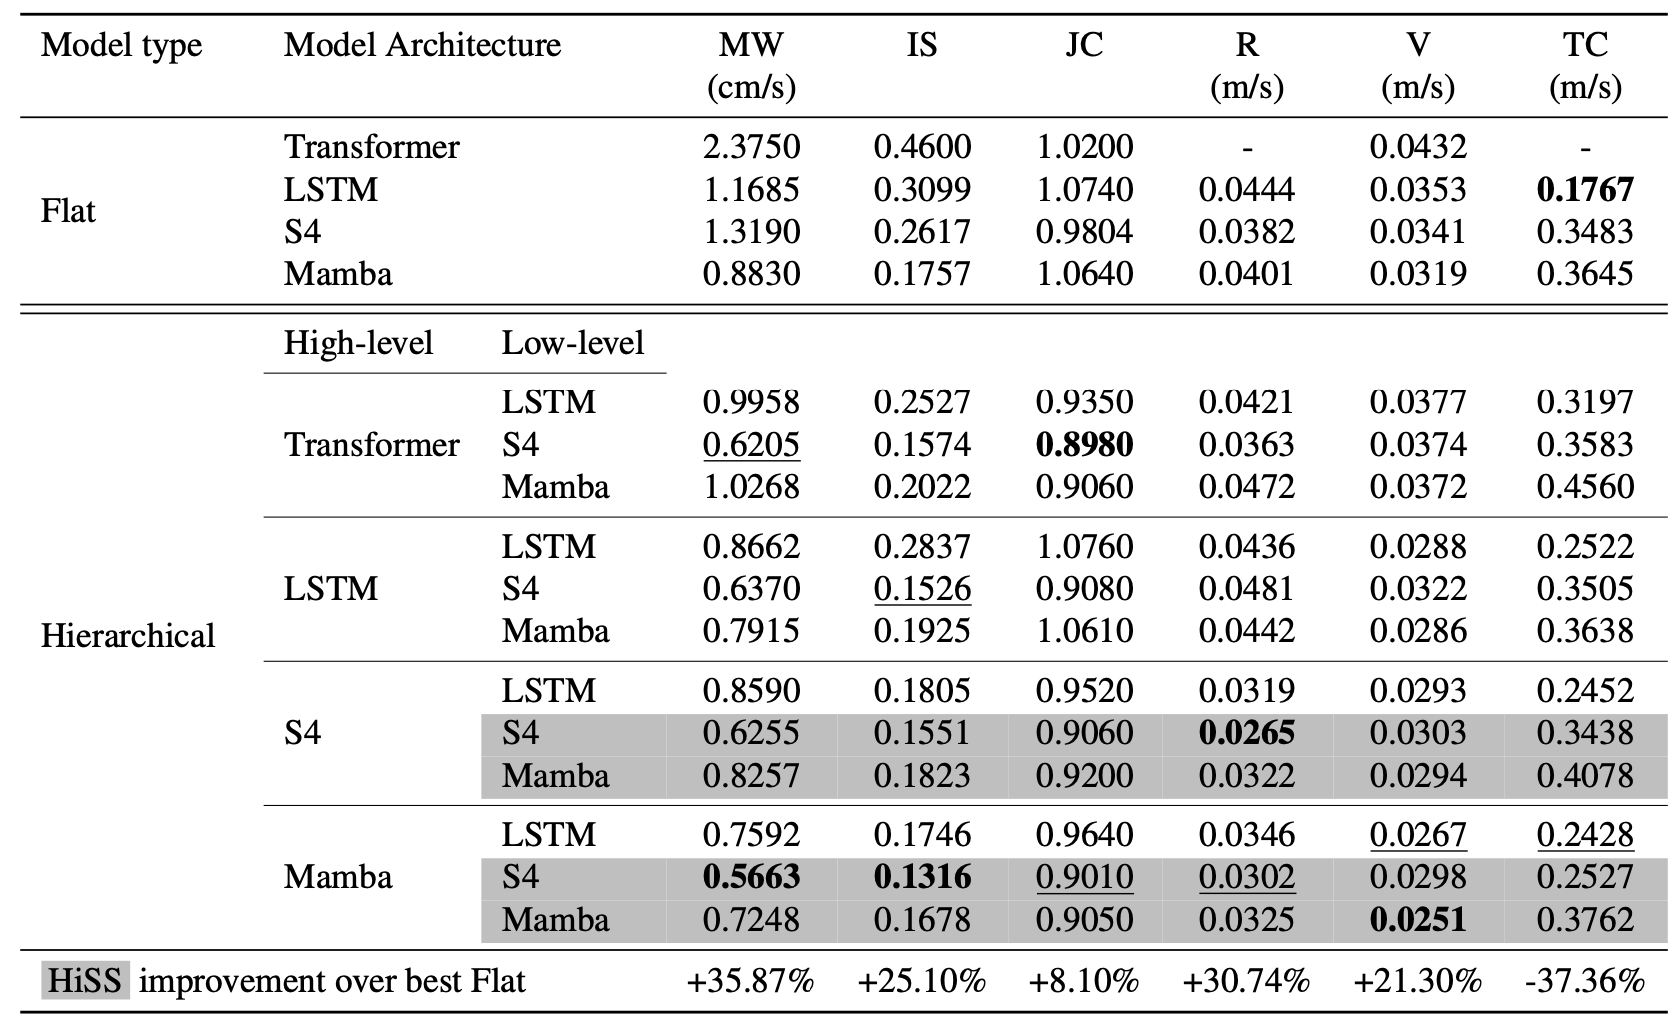 Model type Model Architecture MW IS JC R V TC
(cm/s) (m/s) (m/s) (m/s)
Transformer 2.3750 0.4600 1.0200 - 0.0432 -
LSTM 1.1685 0.3099 1.0740 0.0444 0.0353 0.1767
Flat
S4 1.3190 0.2617 0.9804 0.0382 0.0341 0.3483
Mamba 0.8830 0.1757 1.0640 0.0401 0.0319 0.3645
High-level Low-level
LSTM 0.9958 0.2527 0.9350 0.0421 0.0377 0.3197
Transformer S4 0.6205 0.1574 0.8980 0.0363 0.0374 0.3583
Mamba 1.0268 0.2022 0.9060 0.0472 0.0372 0.4560
LSTM 0.8662 0.2837 1.0760 0.0436 0.0288 0.2522
LSTM S4 0.6370 0.1526 0.9080 0.0481 0.0322 0.3505
Mamba 0.7915 0.1925 1.0610 0.0442 0.0286 0.3638
Hierarchical
LSTM 0.8590 0.1805 0.9520 0.0319 0.0293 0.2452
S4 S4 0.6255 0.1551 0.9060 0.0265 0.0303 0.3438
Mamba 0.8257 0.1823 0.9200 0.0322 0.0294 0.4078
LSTM 0.7592 0.1746 0.9640 0.0346 0.0267 0.2428
Mamba S4 0.5663 0.1316 0.9010 0.0302 0.0298 0.2527
Mamba 0.7248 0.1678 0.9050 0.0325 0.0251 0.3762
HiSS improvement over best Flat +35.87% +25.10% +8.10% +30.74% +21.30% -37.36%